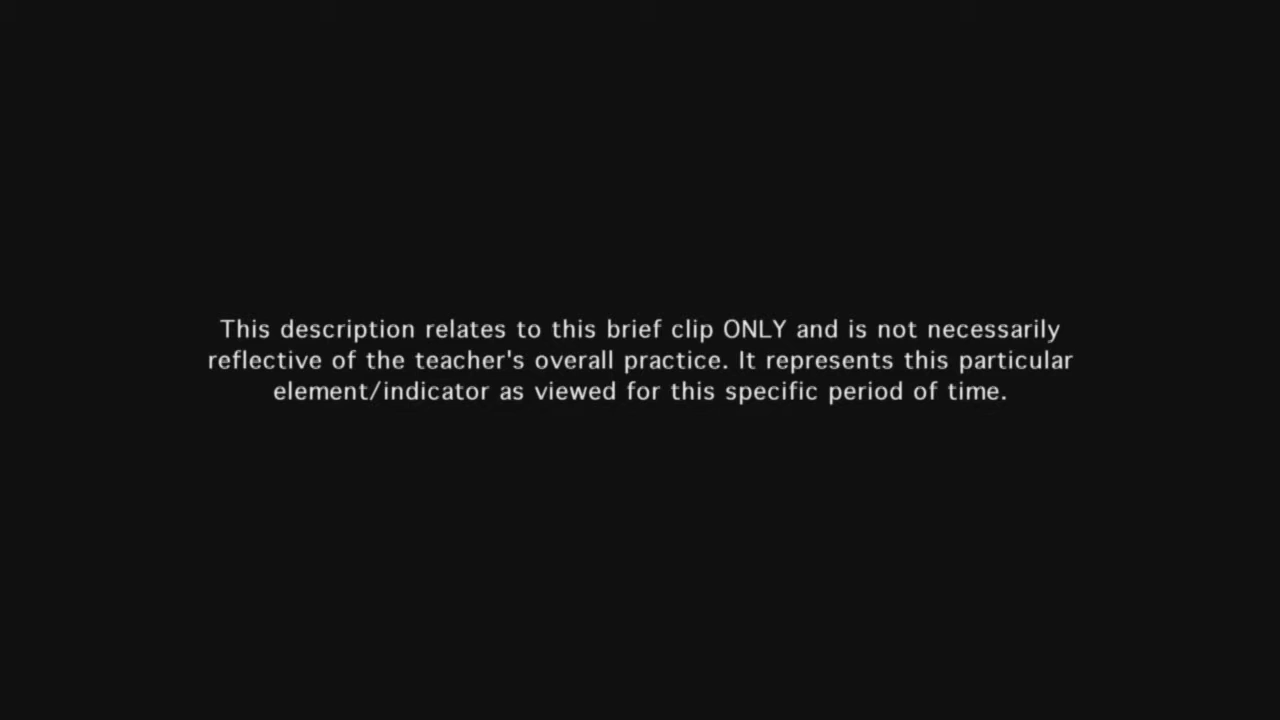 This description relates to this brief clip ONLY and is not necessarily
reflective of the teacher's overall practice. It represents this particular
element/indicator as viewed for this specific period of time.